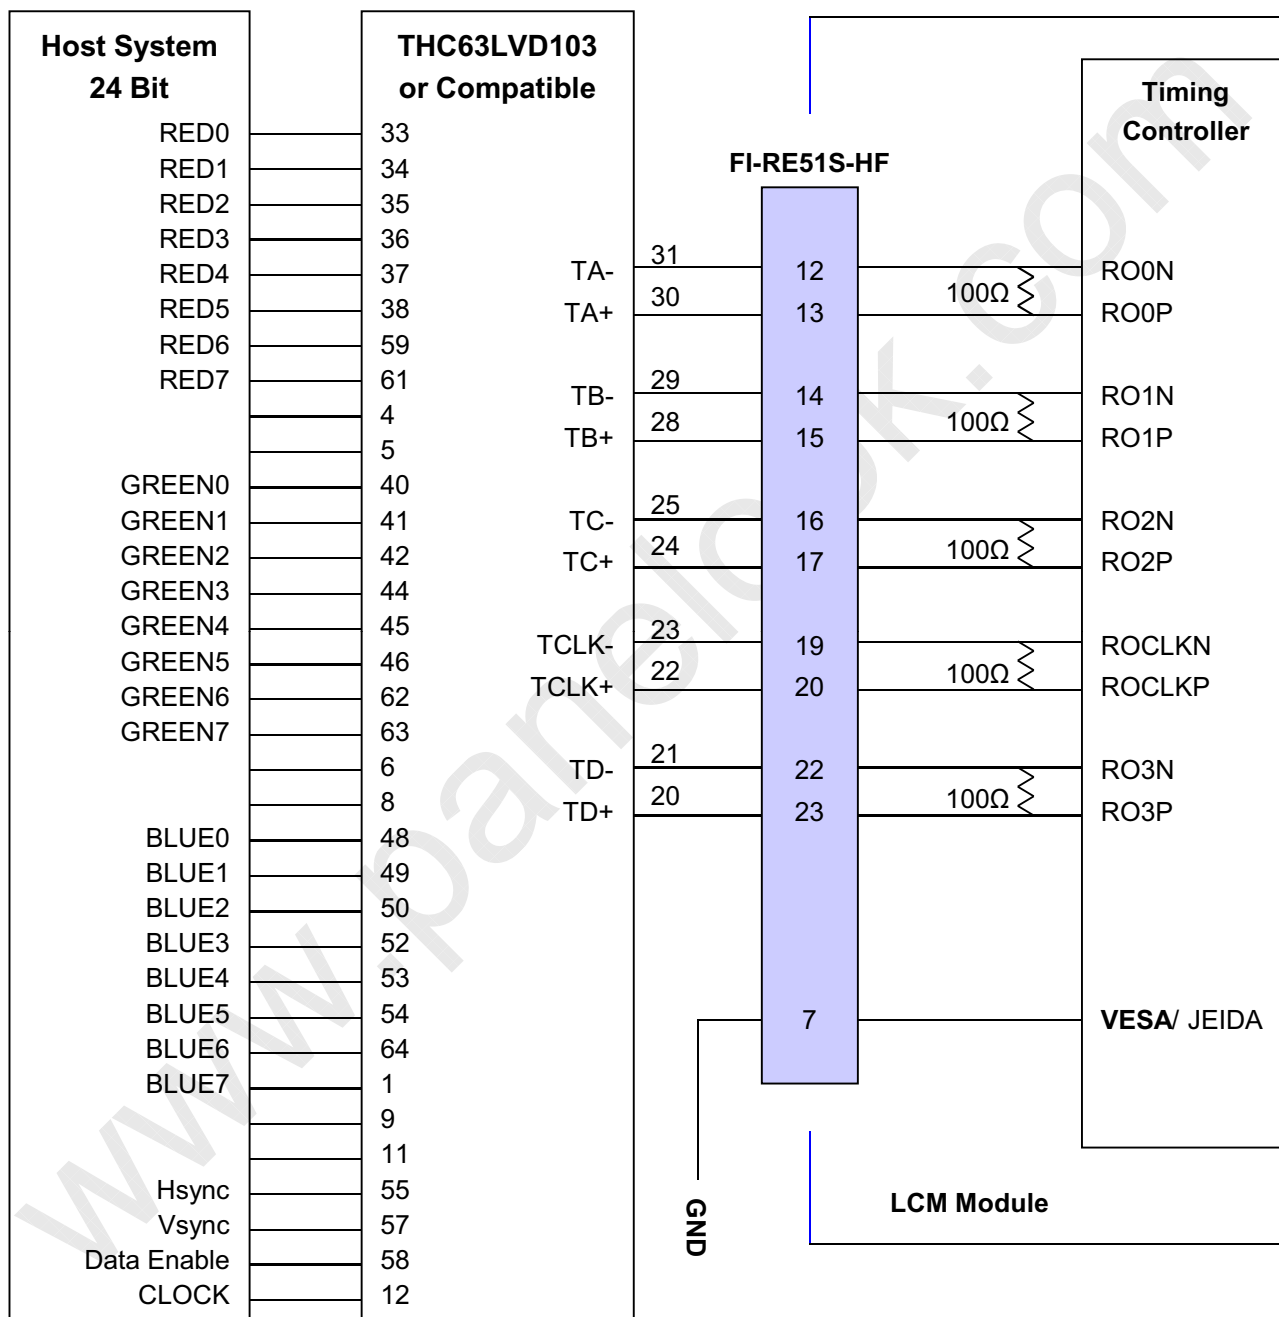 Host System
24 Bit
RED0
RED1
RED2
RED3
RED4
RED5
RED6
RED7
GREEN0
GREEN1
GREEN2
GREEN3
GREEN4
GREEN5
GREEN6
GREEN7
BLUE0
BLUE1
BLUE2
BLUE3
BLUE4
BLUE5
BLUE6
BLUE7
Hsync
Vsync
Data Enable
CLOCK
THC63LVD103
or Compatible
33
34
35
36
37
38
59
61
4
5
40
41
42
44
45
46
62
63
6
8
48
49
50
52
53
54
64
1
9
11
55
57
58
12
TA-
TA+
TB-
TB+
TC-
TC+
TCLK-
TCLK+
TD-
TD+
31
30
29
28
25
24
23
22
21
20
FI-RE51S-HF
12
13
14
15
16
17
19
20
22
23
7
GND
100Ω
100Ω
100Ω
100Ω
100Ω
Timing
Controller
RO0N
RO0P
RO1N
RO1P
RO2N
RO2P
ROCLKN
ROCLKP
RO3N
RO3P
VESA/ JEIDA
LCM Module
www.panelook.com